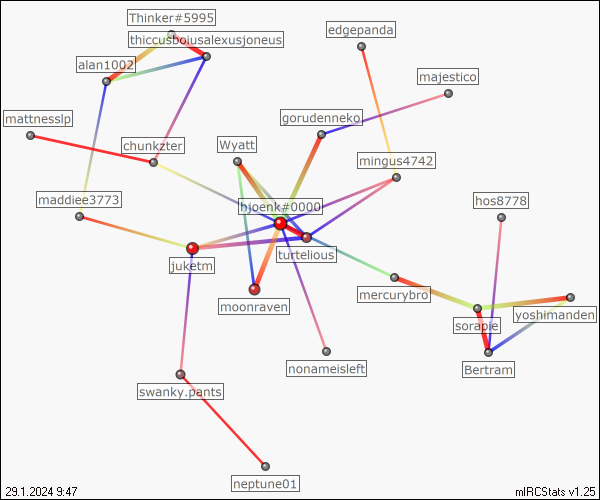 Thinker#5995
thiccusboiusalexusjoneus
edgepanda
alan1002
majestico
mattnesslp
gorudenneko
chunkzter
Wyatt
mingus4742
maddiee3773
hjoenk#0000
hos8778
turtelious
juketm
mercurybro
moonraven
yoshimanden
sorapie
nonameisleft
Bertram
swanky.pants
neptune01
29.1.2024 9:47
mIRCStats v1.25